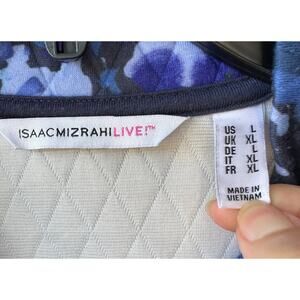 ISAACMIZRAHILIVE!™
US L
UK XL
DE L
IT XL
FR XL
MADE IN
VIETNAM